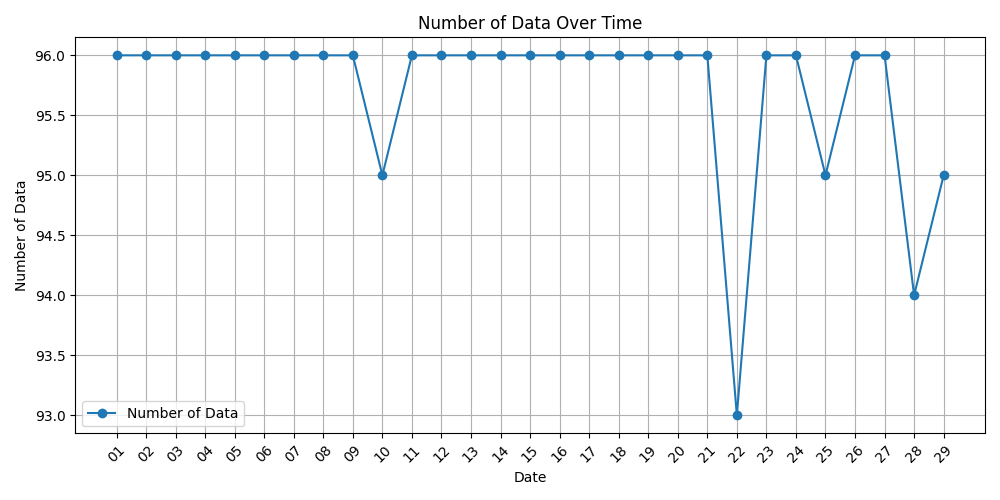 Number of Data Over Time
Number of Data
96.0
95.5
95.0
94.5
94.0
93.5
93.0
Number of Data
01 02 03 04 05 06 07 08 09 10 11 12 13 14 15 16 17 18 19 20 21 22 23 24 25 26 27 28 29
Date